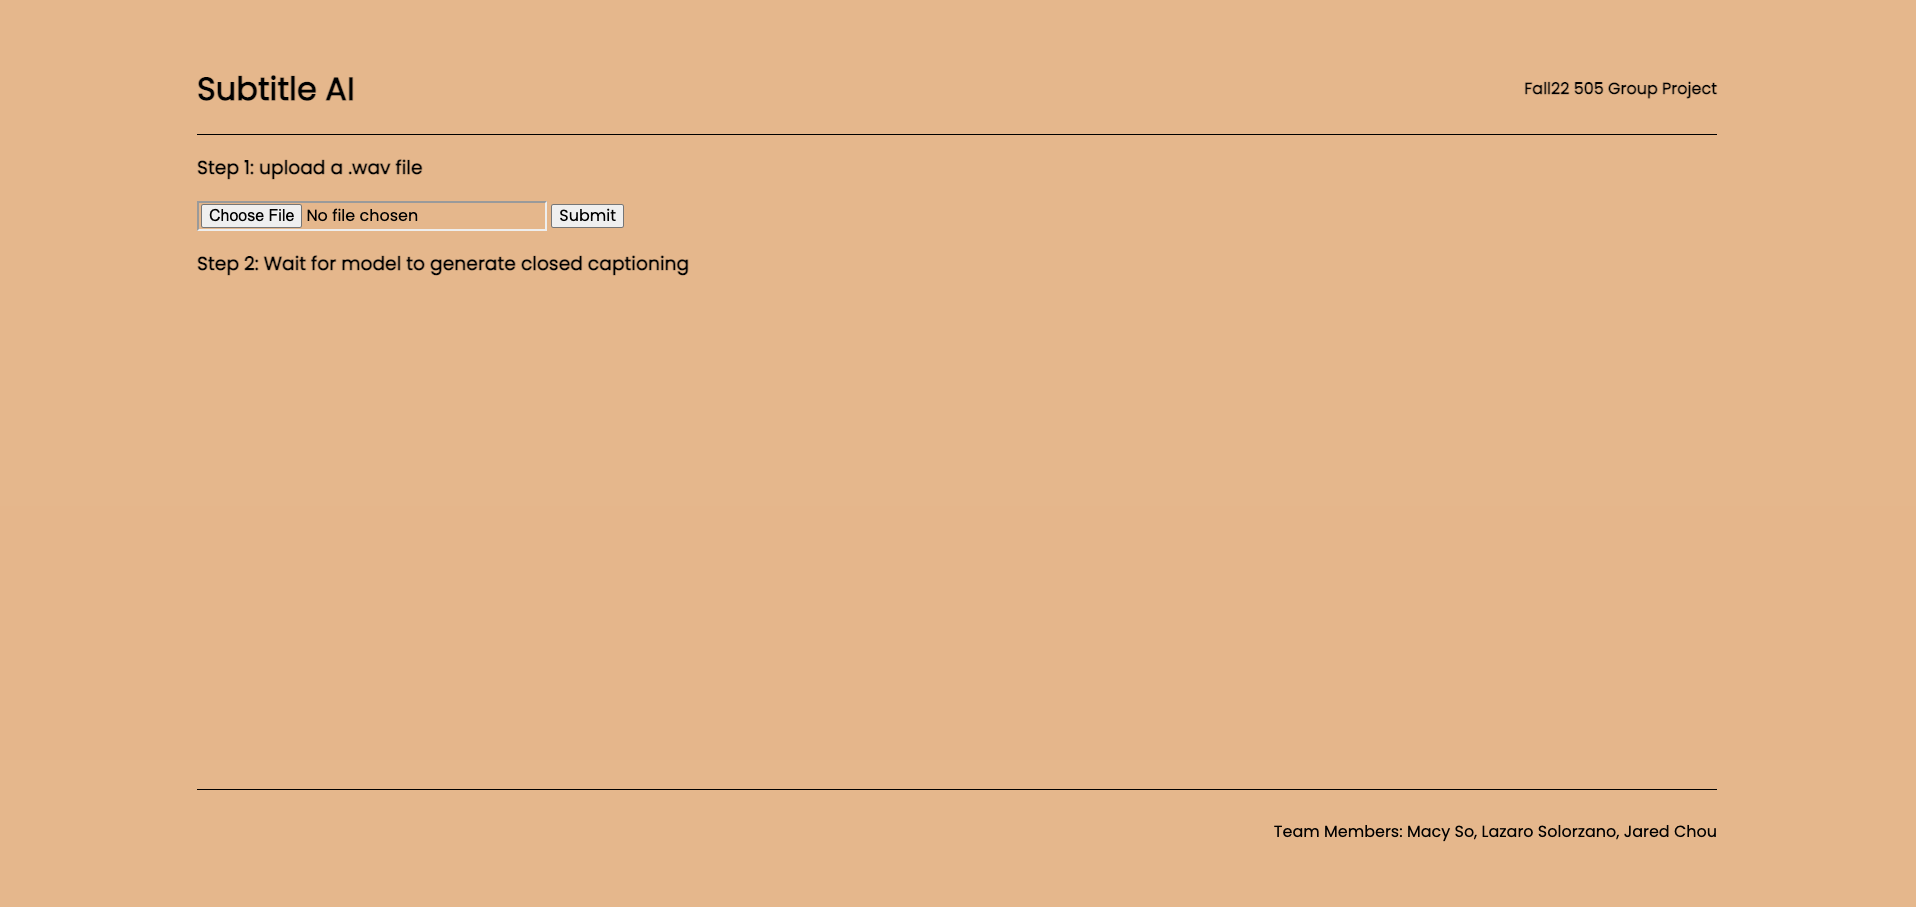 Subtitle AI
Fall22 505 Group Project
Step 1: upload a .wav file
Choose File No file chosen Submit
Step 2: Wait for model to generate closed captioning
Team Members: Macy So, Lazaro Solorzano, Jared Chou